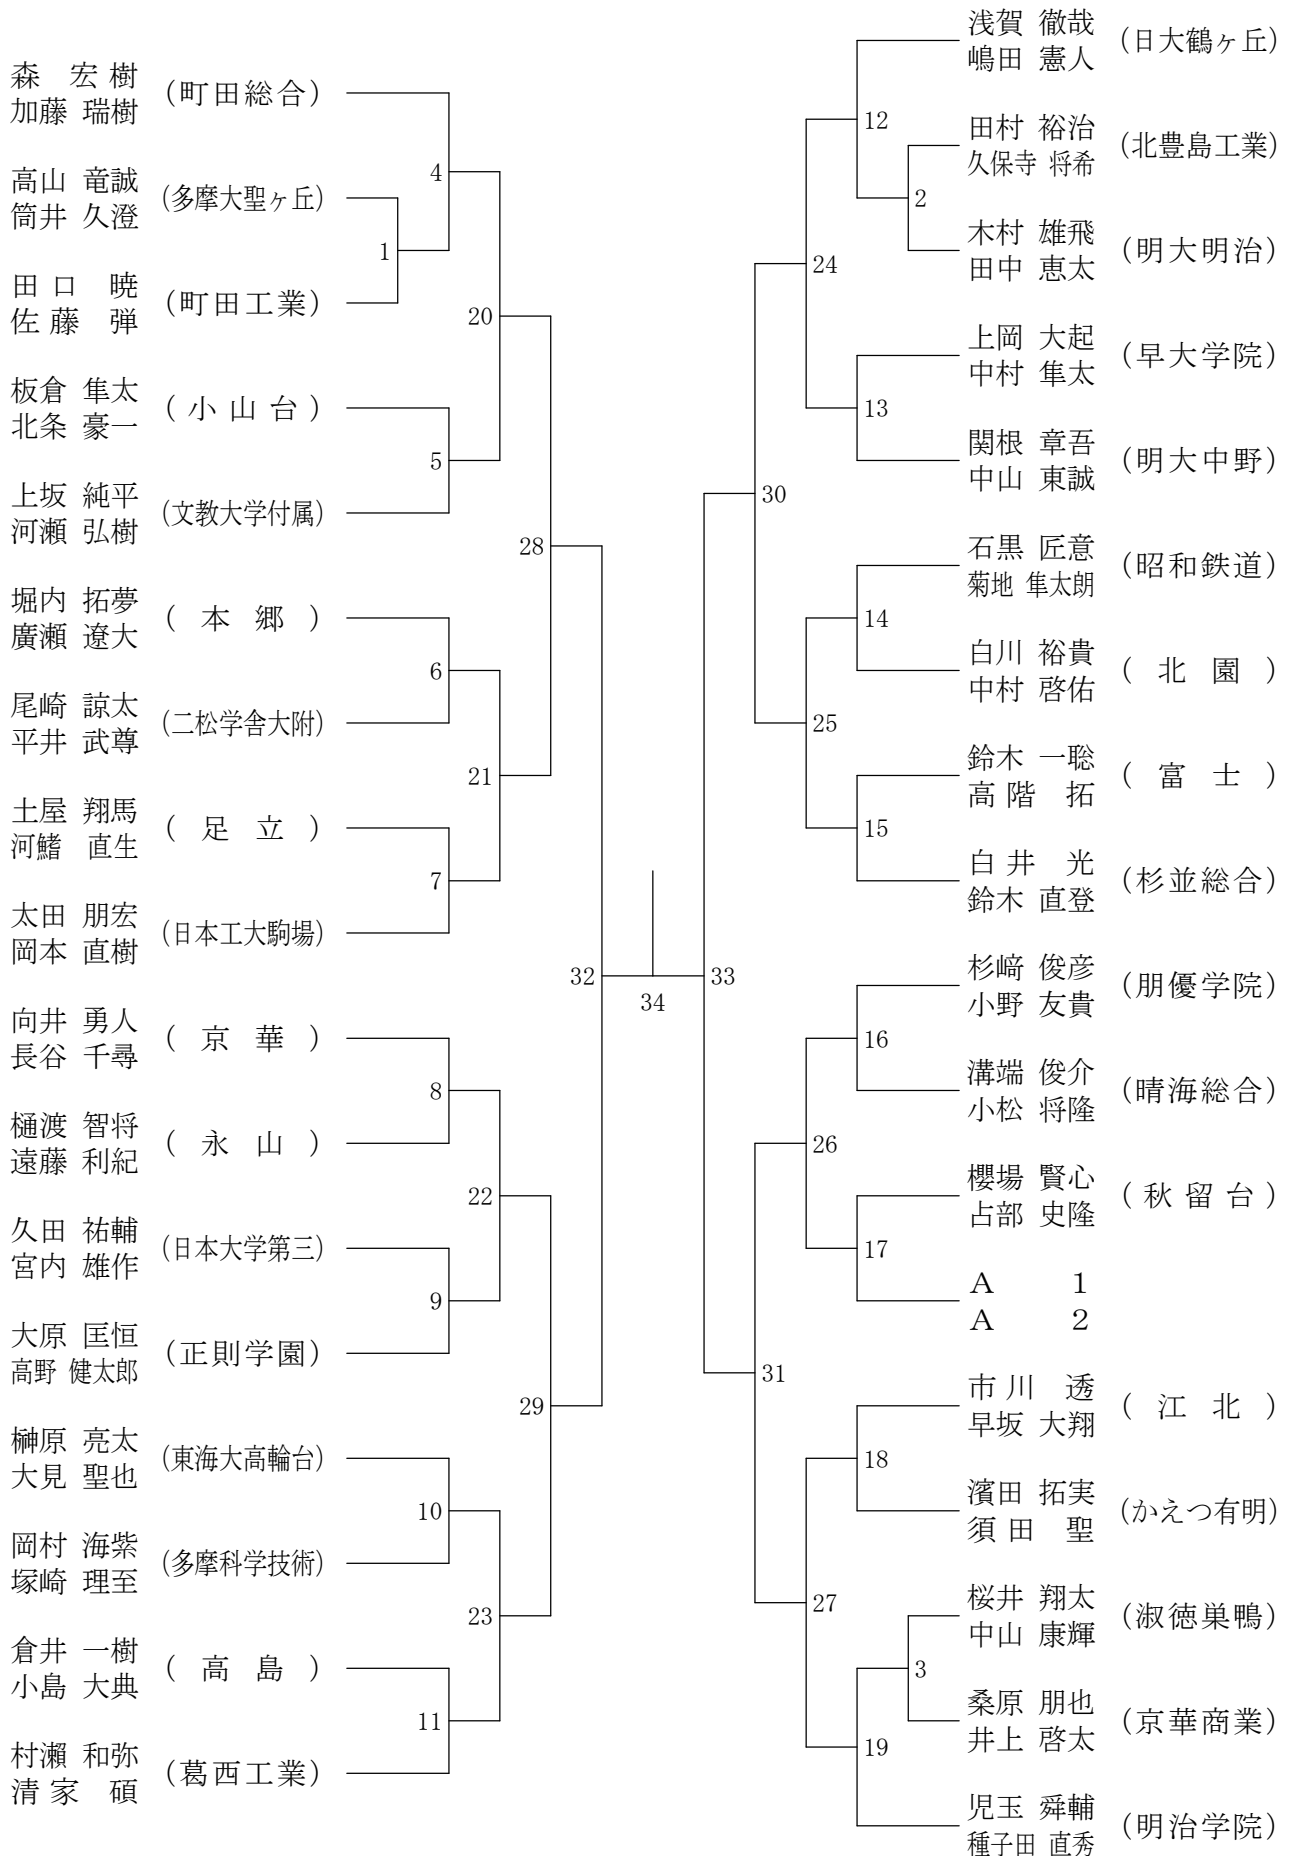 森 宏樹
加藤 瑞樹
(町田総合)
高山 竜誠
筒井 久澄
(多摩大聖ヶ丘)
田口 暁
佐藤 弾
(町田工業)
板倉 隼太
北条 豪一
(小山台)
上坂 純平
河瀬 弘樹
(文教大学付属)
堀内 拓夢
廣瀬 遼大
(本郷)
尾崎 諒太
平井 武尊
(二松学舎大附)
土屋 翔馬
河鰭 直生
(足立)
太田 朋宏
岡本 直樹
(日本工大駒場)
向井 勇人
長谷 千尋
(京華)
樋渡 智将
遠藤 利紀
(永山)
久田 祐輔
宮内 雄作
(日本大学第三)
大原 匡恒
高野 健太郎
(正則学園)
榊原 亮太
大見 聖也
(東海大高輪台)
岡村 海紫
塚崎 理至
(多摩科学技術)
倉井 一樹
小島 大典
(高島)
村瀨 和弥
清家 碩
(葛西工業)
1
4
5
6
7
8
9
10
11
20
21
22
23
28
29
32
34
33
30
31
24
25
26
27
12
13
14
15
16
17
18
19
2
3
浅賀 徹哉
嶋田 憲人
(日大鶴ヶ丘)
田村 裕治
久保寺 将希
(北豊島工業)
木村 雄飛
田中 恵太
(明大明治)
上岡 大起
中村 隼太
(早大学院)
関根 章吾
中山 東誠
(明大中野)
石黒 匠意
菊地 隼太朗
(昭和鉄道)
白川 裕貴
中村 啓佑
(北園)
鈴木 一聡
高階 拓
(富士)
白井 光
鈴木 直登
(杉並総合)
杉﨑 俊彦
小野 友貴
(朋優学院)
溝端 俊介
小松 将隆
(晴海総合)
櫻場 賢心
占部 史隆
(秋留台)
A 1
A 2
市川 透
早坂 大翔
(江北)
濱田 拓実
須田 聖
(かえつ有明)
桜井 翔太
中山 康輝
(淑徳巣鴨)
桑原 朋也
井上 啓太
(京華商業)
児玉 舜輔
種子田 直秀
(明治学院)